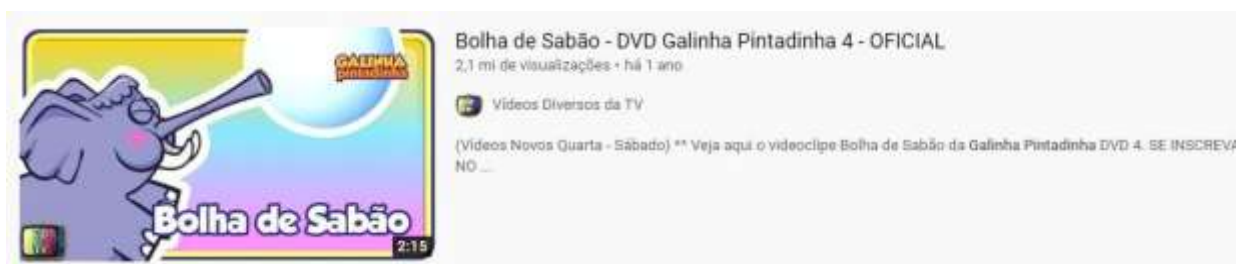 GALINHA
Pintadinha
Bolha de Sabão
2:15
Bolha de Sabão - DVD Galinha Pintadinha 4 - OFICIAL
2,1 mi de visualizações • há 1 ano
Vídeos Diversos da TV
(Vídeos Novos Quarta - Sábado) ** Veja aqui o videoclipe Bolha de Sabão da Galinha Pintadinha DVD 4. SE INSCREVA
NO ...